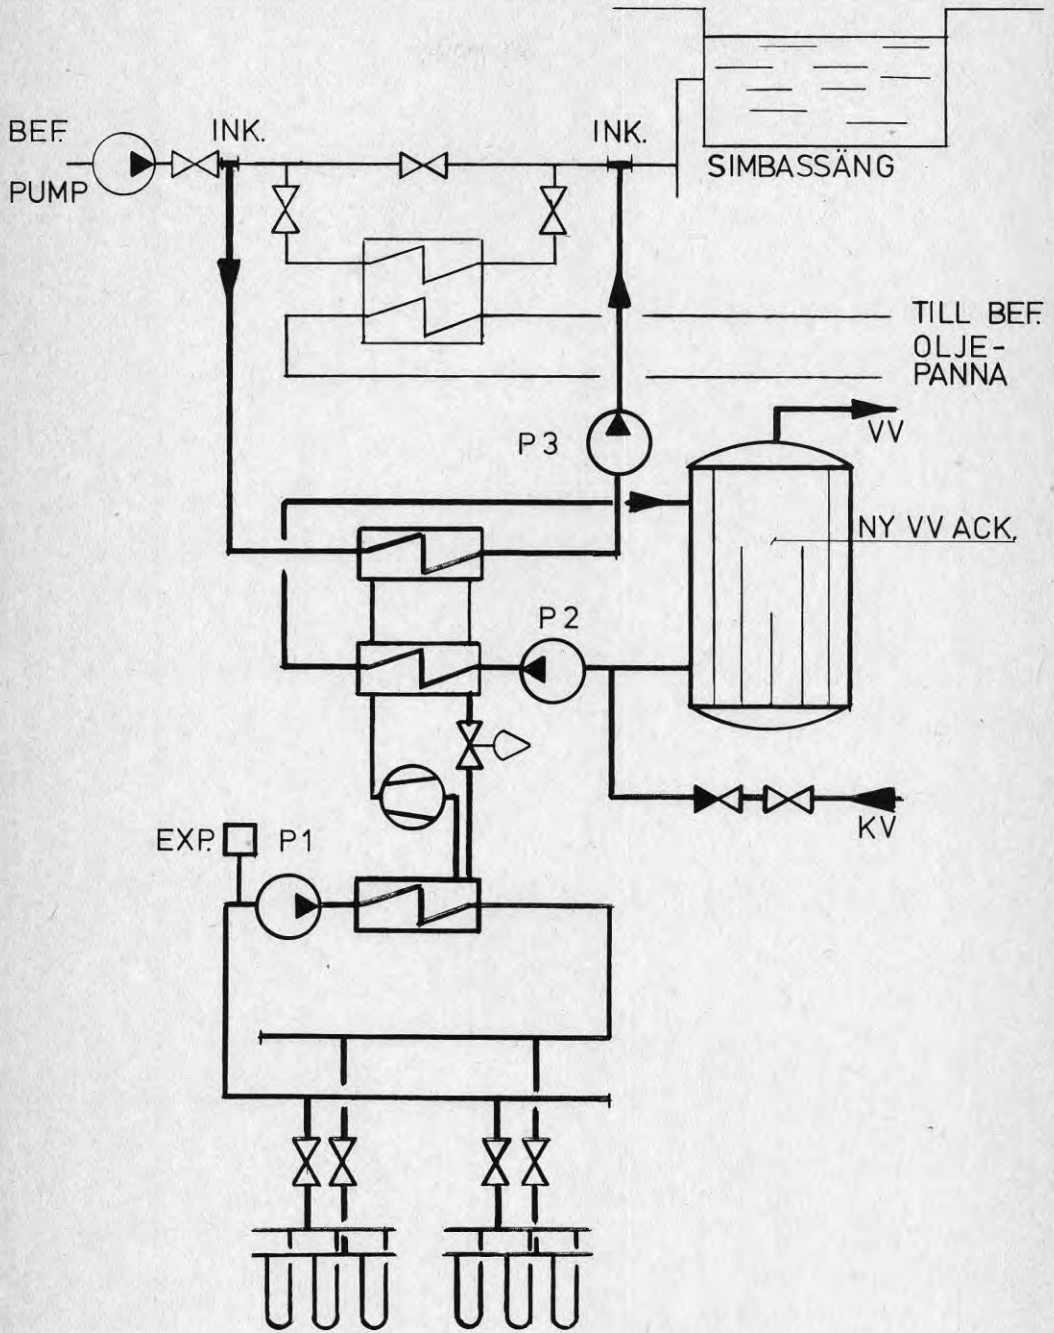 BEF.
PUMP
INK.
INK.
SIMBASSÄNG
TILL BEF.
OLJE-
PANNA
P3
VV
NY VV ACK.
P2
KV
EXP.
P1